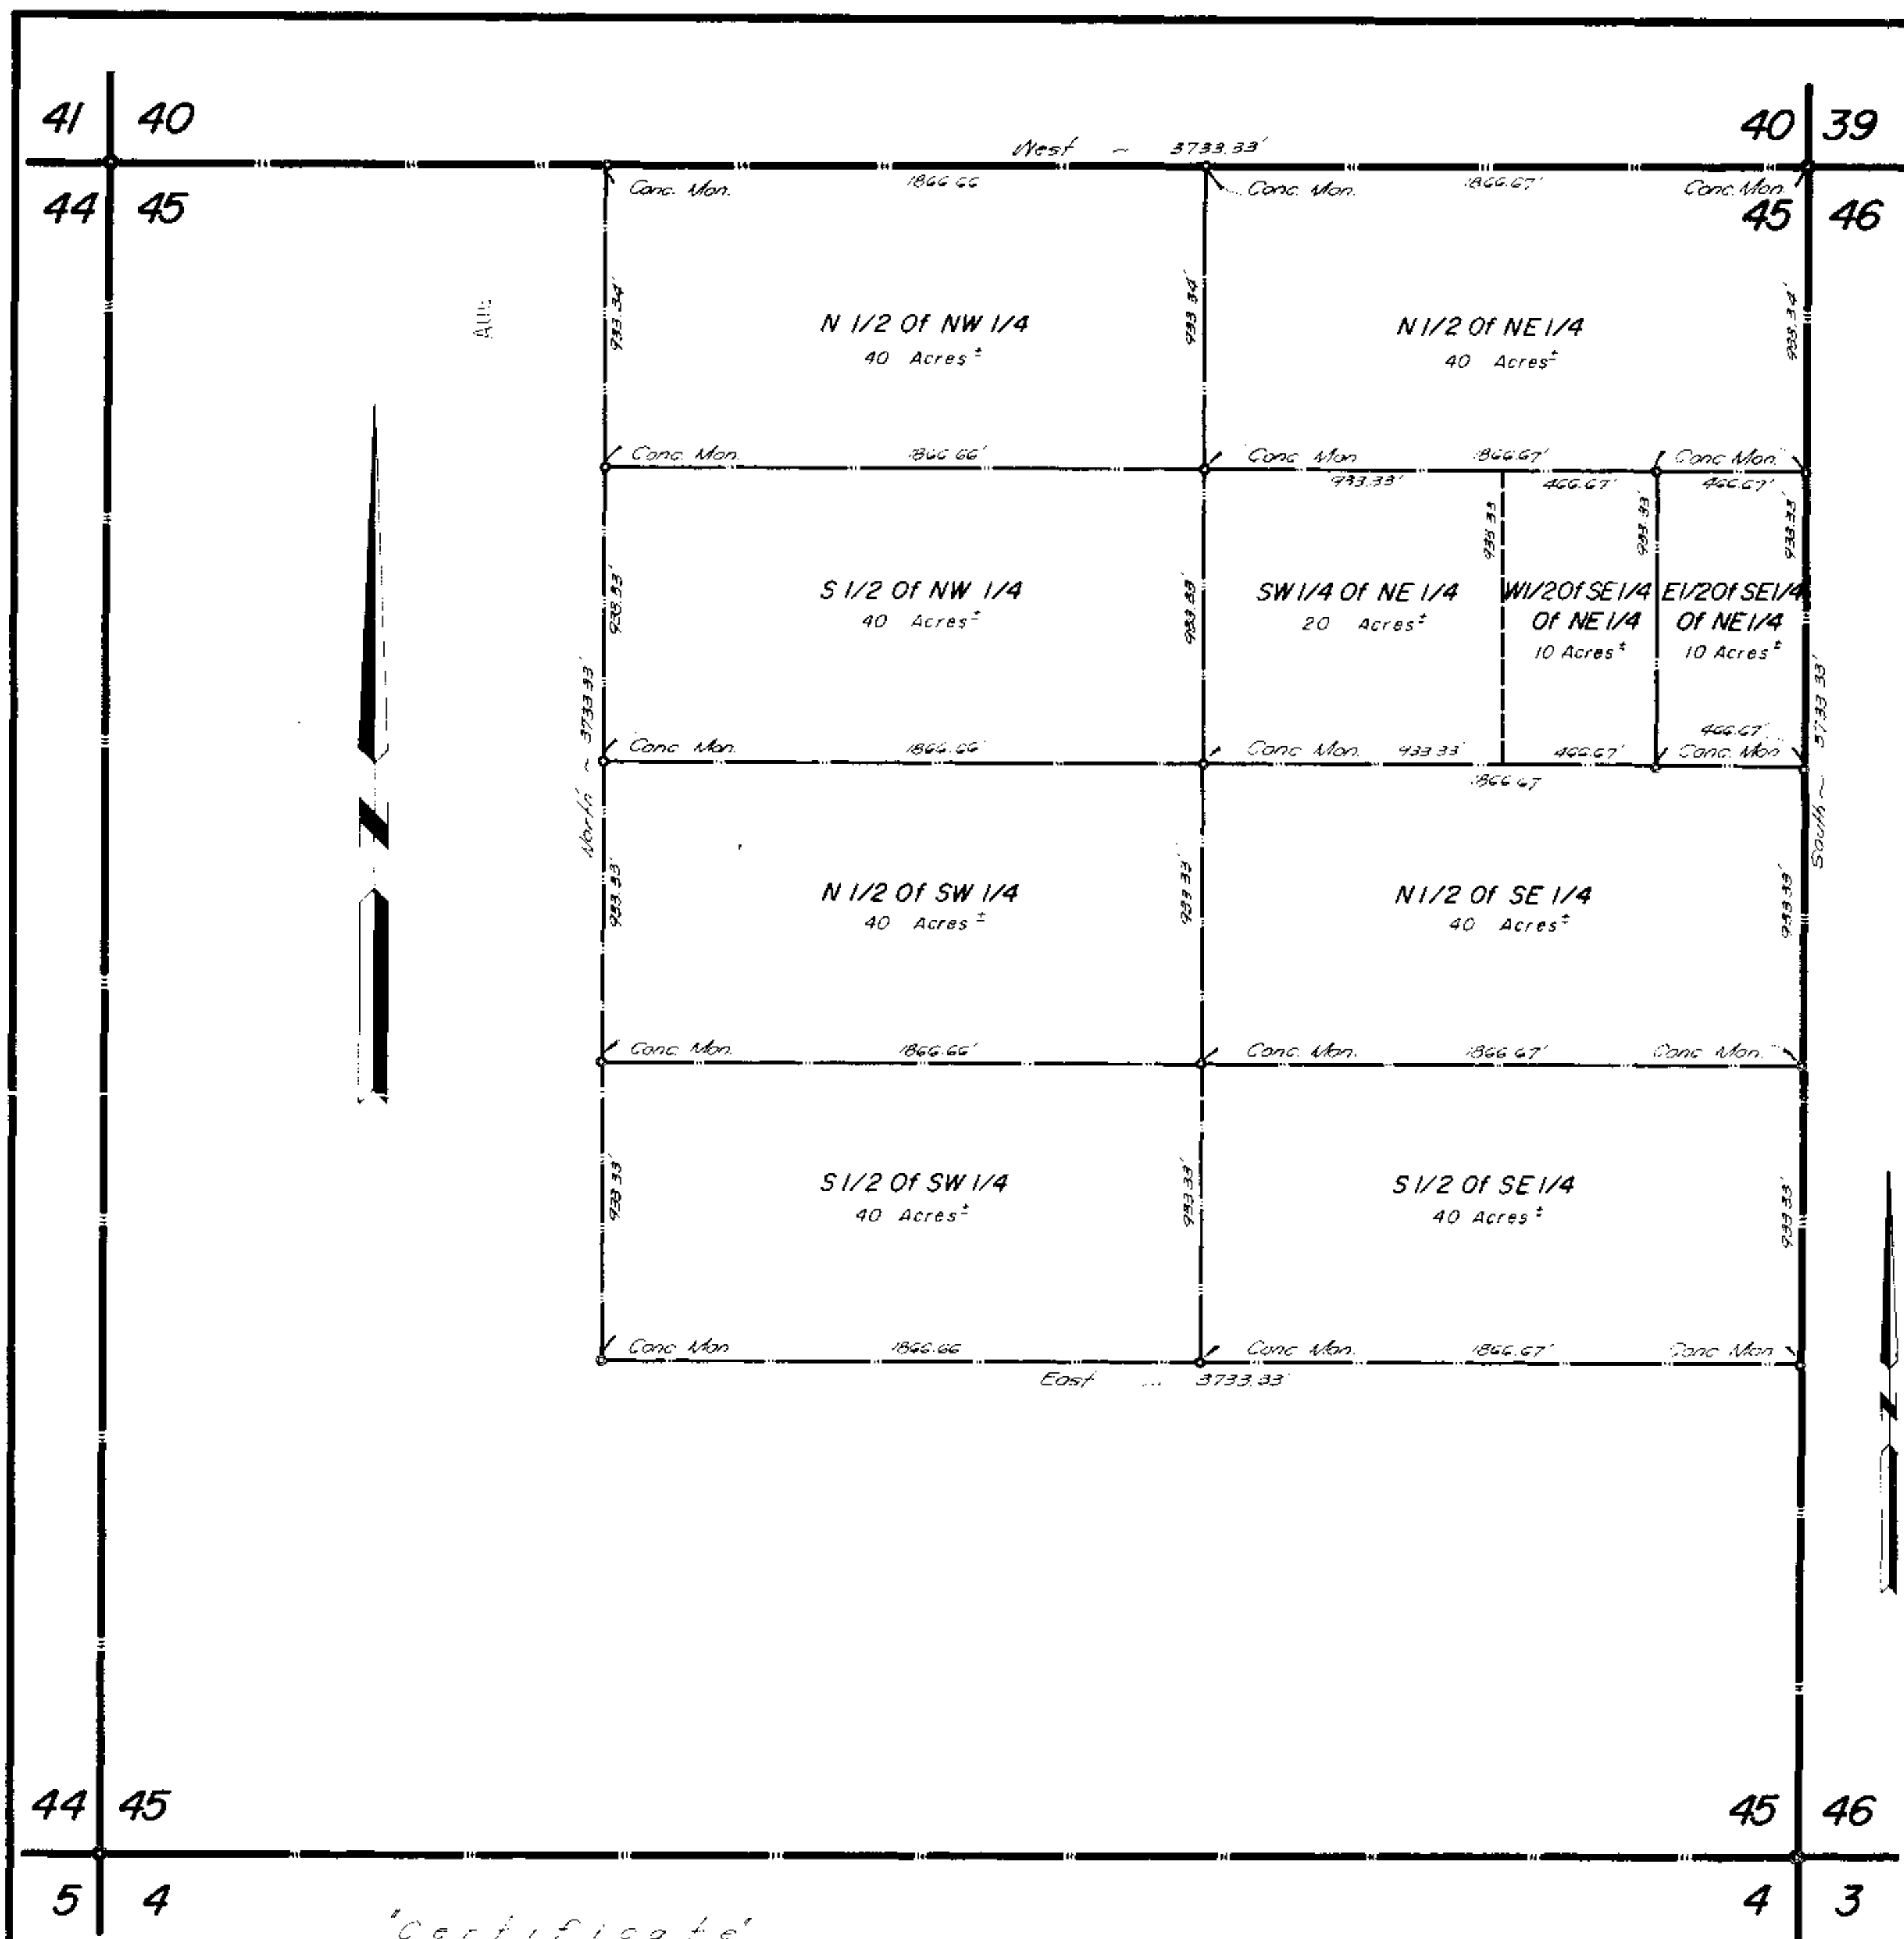 41 40
40 39
West - 3733.33'
Conc. Mon. 1866.66 Conc. Mon. 1866.67' Conc. Mon.
44 45
45 46
933.34' 933.34' 933.34'
N 1/2 Of NW 1/4
40 Acres±
N 1/2 Of NE 1/4
40 Acres±
Conc. Mon. 1866.66' Conc. Mon 1866.67' Conc Mon.
933.33' 466.67' 466.67'
933.33' 933.33' 933.33 933.33' 933.33'
S 1/2 Of NW 1/4
40 Acres±
SW 1/4 Of NE 1/4
20 Acres±
W1/2 Of SE 1/4
Of NE 1/4
10 Acres±
E1/2 Of SE 1/4
Of NE 1/4
10 Acres±
North ~ 3733.33'
South ~ 3733.33'
466.67'
Conc Mon. 1866.66' Conc Mon. 933.33' 466.67' Conc. Mon
1866.67
933.33' 933.33' 933.33'
N 1/2 Of SW 1/4
40 Acres±
N 1/2 Of SE 1/4
40 Acres±
Conc. Mon. 1866.66' Conc. Mon. 1866.67' Conc Mon.
933.33' 933.33' 933.33'
S 1/2 Of SW 1/4
40 Acres±
S 1/2 Of SE 1/4
40 Acres±
Conc Mon 1866.66 Conc Mon. 1866.67' Conc Mon
East ... 3733.33'
N
N
44 45
45 46
5 4
4 3
"Certificate"